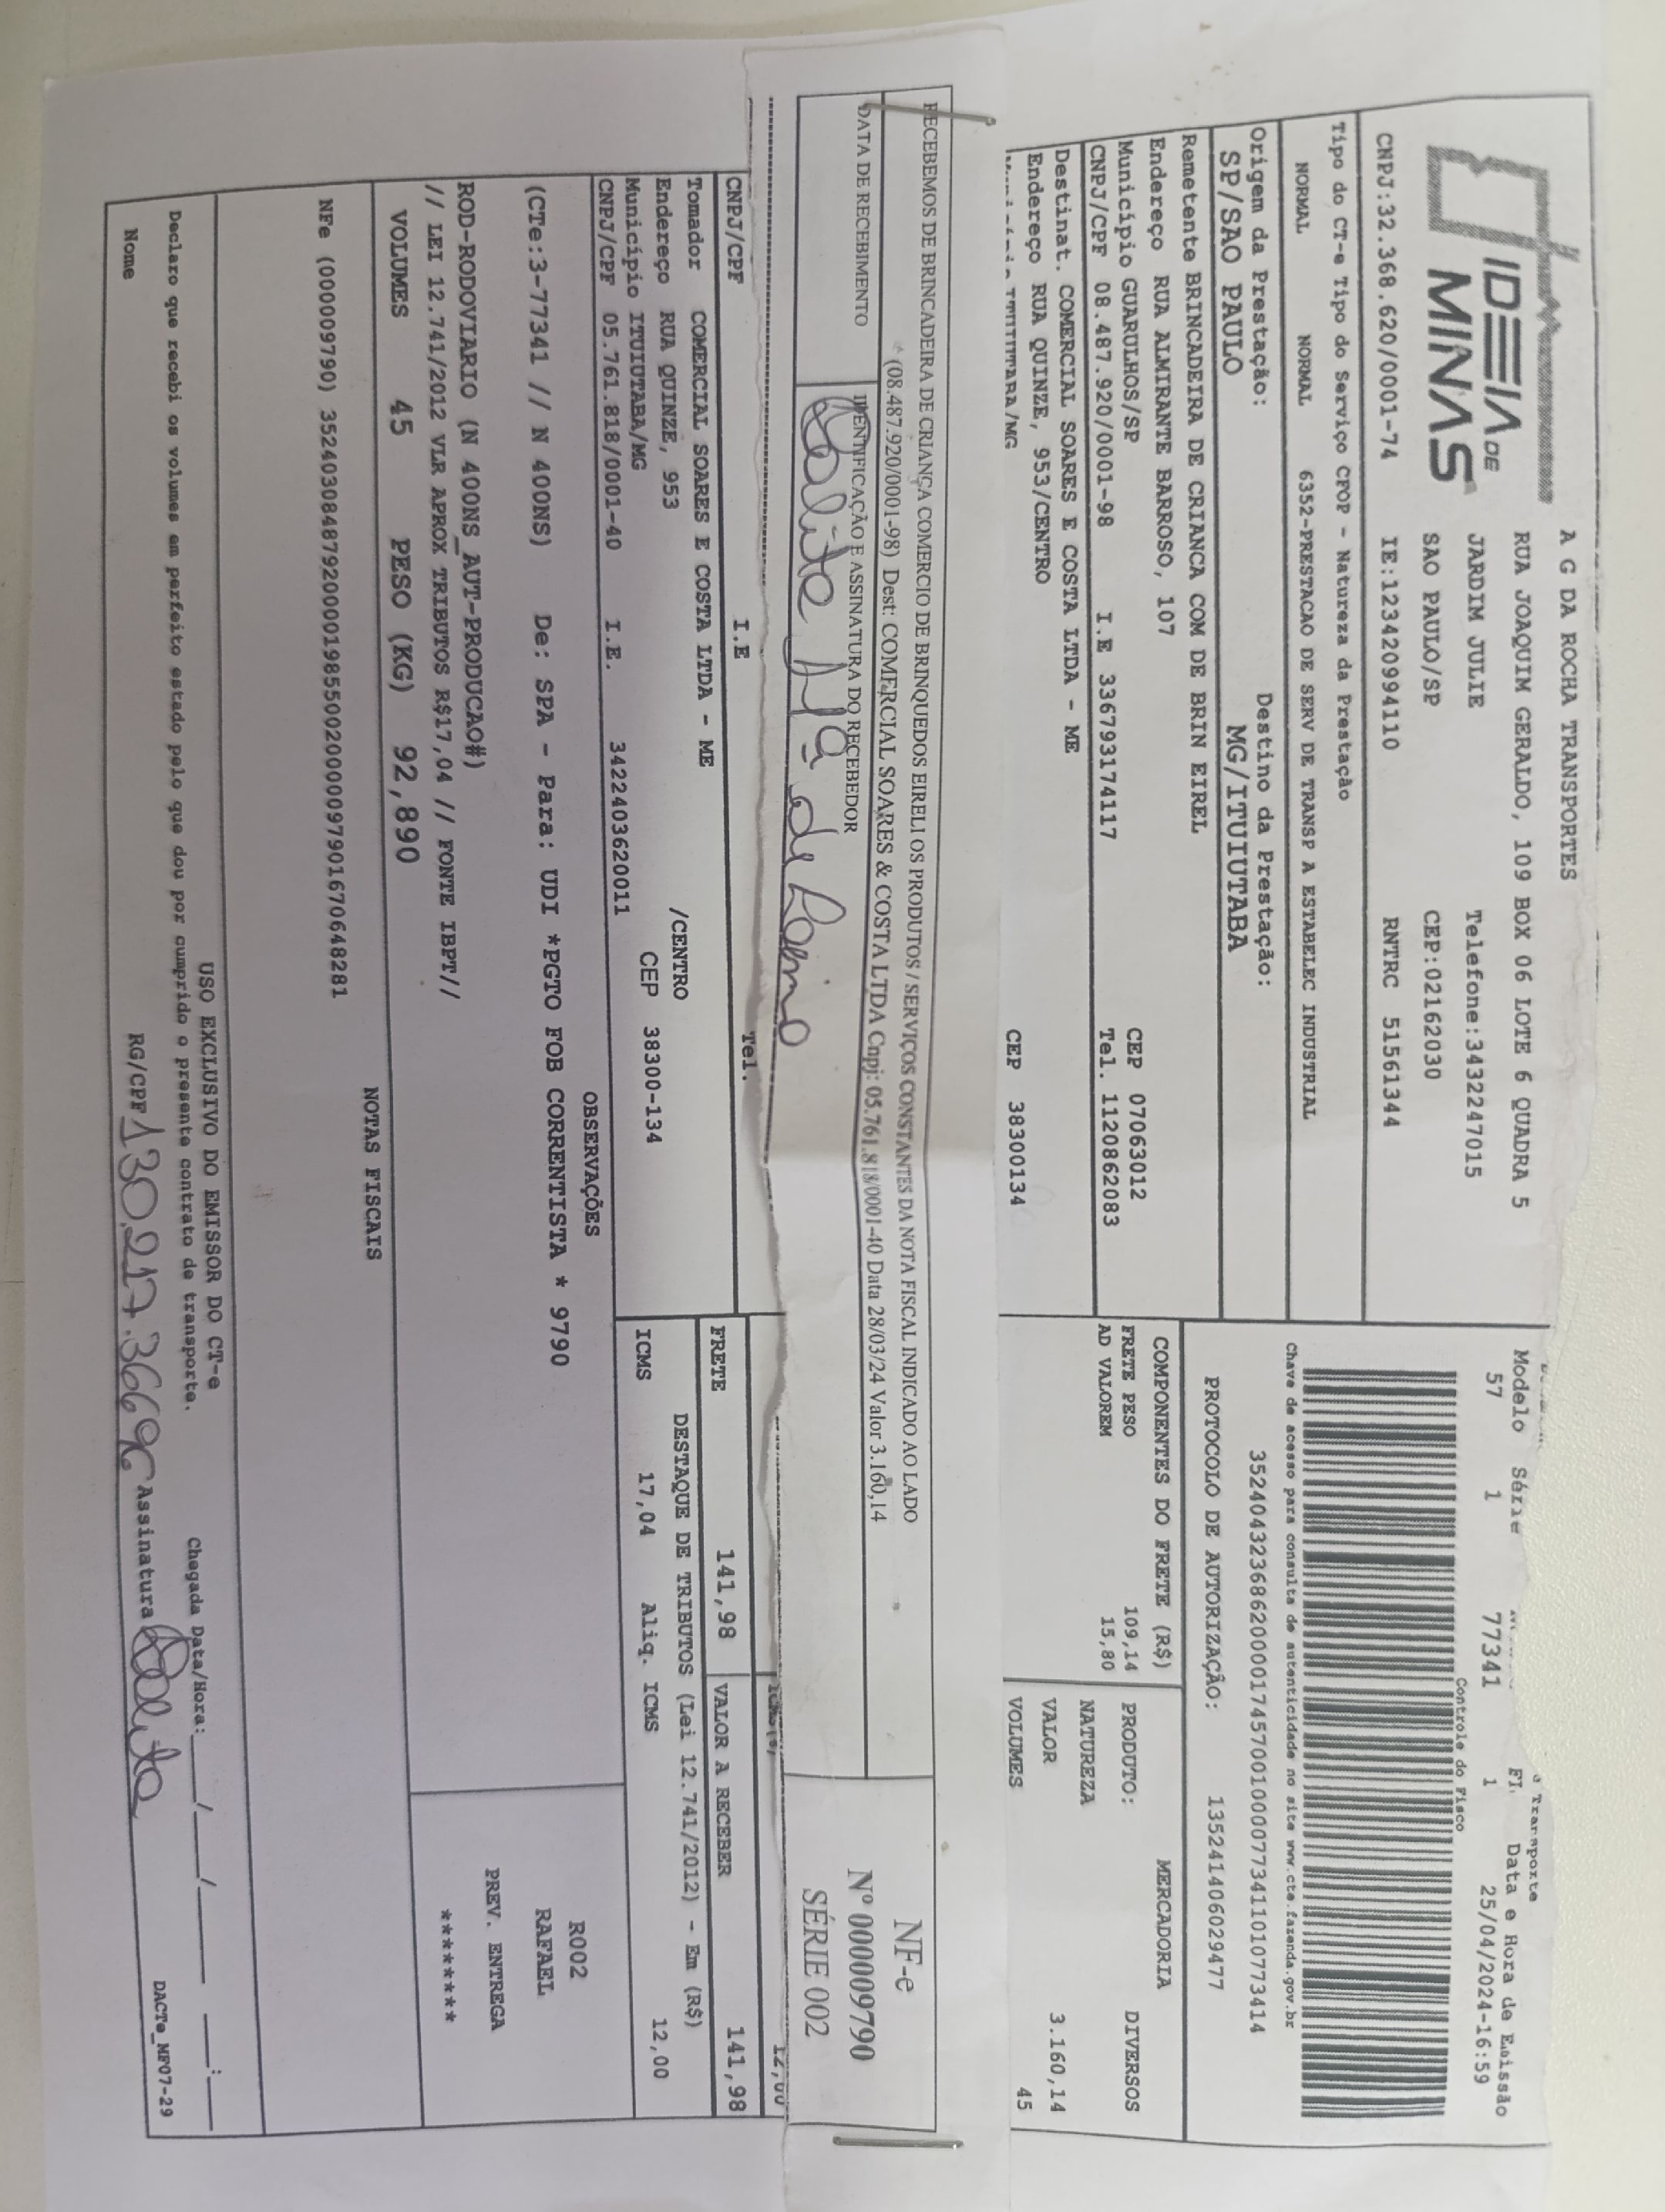 IDEIA DE
MINAS
A G DA ROCHA TRANSPORTES
RUA JOAQUIM GERALDO, 109 BOX 06 LOTE 6 QUADRA 5
JARDIM JULIE Telefone:3432247015
SAO PAULO/SP CEP:02162030
CNPJ:32.368.620/0001-74 IE:123420994110 RNTRC 51561344
Transporte
Modelo Série FL Data e Hora de Emissão
57 1 77341 1 25/04/2024-16:59
Controle do Fisco
Chave de acesso para consulta de autenticidade no site www.cte.fazenda.gov.br
35240432368620000174570010000773411010773414
PROTOCOLO DE AUTORIZAÇÃO: 135241406029477
Tipo do CT-e Tipo do Serviço CFOP - Natureza da Prestação
NORMAL NORMAL 6352-PRESTACAO DE SERV DE TRANSP A ESTABELEC INDUSTRIAL
Origem da Prestação: Destino da Prestação:
SP/SAO PAULO MG/ITUIUTABA
Remetente BRINCADEIRA DE CRIANCA COM DE BRIN EIREL
Endereço RUA ALMIRANTE BARROSO, 107
Município GUARULHOS/SP CEP 07063012
CNPJ/CPF 08.487.920/0001-98 I.E 336793174117 Tel. 1120862083
Destinat. COMERCIAL SOARES E COSTA LTDA - ME
Endereço RUA QUINZE, 953/CENTRO
Município ITUIUTABA/MG CEP 38300134
COMPONENTES DO FRETE (R$)
FRETE PESO 109,14
AD VALOREM 15,80
MERCADORIA
PRODUTO: DIVERSOS
NATUREZA
VALOR 3.160,14
VOLUMES 45
RECEBEMOS DE BRINCADEIRA DE CRIANCA COMERCIO DE BRINQUEDOS EIRELI OS PRODUTOS / SERVIÇOS CONSTANTES DA NOTA FISCAL INDICADO AO LADO
(08.487.920/0001-98) Dest: COMERCIAL SOARES & COSTA LTDA Cnpj: 05.761.818/0001-40 Data 28/03/24 Valor 3.160,14
DATA DE RECEBIMENTO IDENTIFICAÇÃO E ASSINATURA DO RECEBEDOR
NF-e
Nº 000009790
SÉRIE 002
12,00
CNPJ/CPF I.E Tel.
Tomador COMERCIAL SOARES E COSTA LTDA - ME
Endereço RUA QUINZE, 953 /CENTRO
Município ITUIUTABA/MG CEP 38300-134
CNPJ/CPF 05.761.818/0001-40 I.E. 3422403620011
FRETE 141,98 VALOR A RECEBER 141,98
DESTAQUE DE TRIBUTOS (Lei 12.741/2012) - Em (R$)
ICMS 17,04 Aliq. ICMS 12,00
OBSERVAÇÕES
(CTe:3-77341 // N 400NS) De: SPA - Para: UDI *PGTO FOB CORRENTISTA * 9790
ROD-RODOVIARIO (N 400NS_AUT-PRODUCAO#)
// LEI 12.741/2012 VLR APROX TRIBUTOS R$17,04 // FONTE IBPT//
R002
RAFAEL
PREV. ENTREGA
********
VOLUMES 45 PESO (KG) 92,890
NOTAS FISCAIS
NFe (000009790) 35240308487920000198550020000097901670648281
USO EXCLUSIVO DO EMISSOR DO CT-e
Declaro que recebi os volumes em perfeito estado pelo que dou por cumprido o presente contrato de transporte. Chegada Data/Hora: ___/___/___ __:__
Nome RG/CPF 130.217.366 96 Assinatura
DACTe_MF07-29